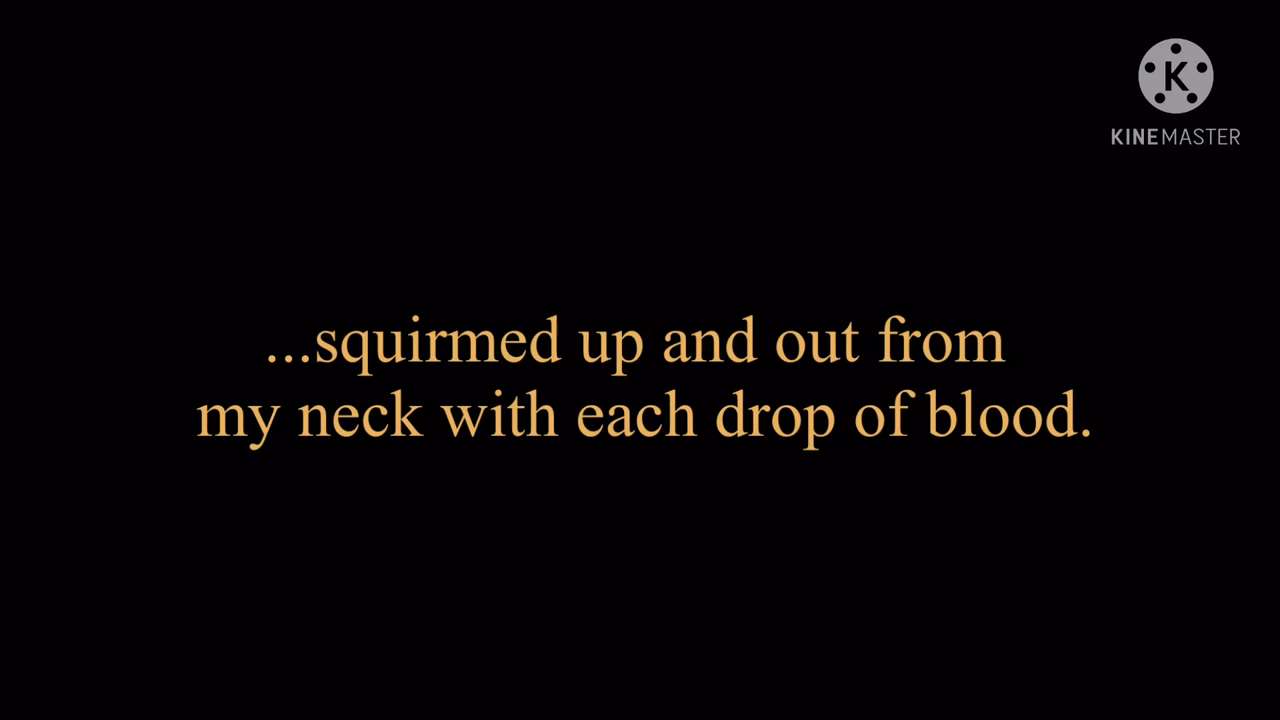 K
KINEMASTER
...squirmed up and out from
my neck with each drop of blood.